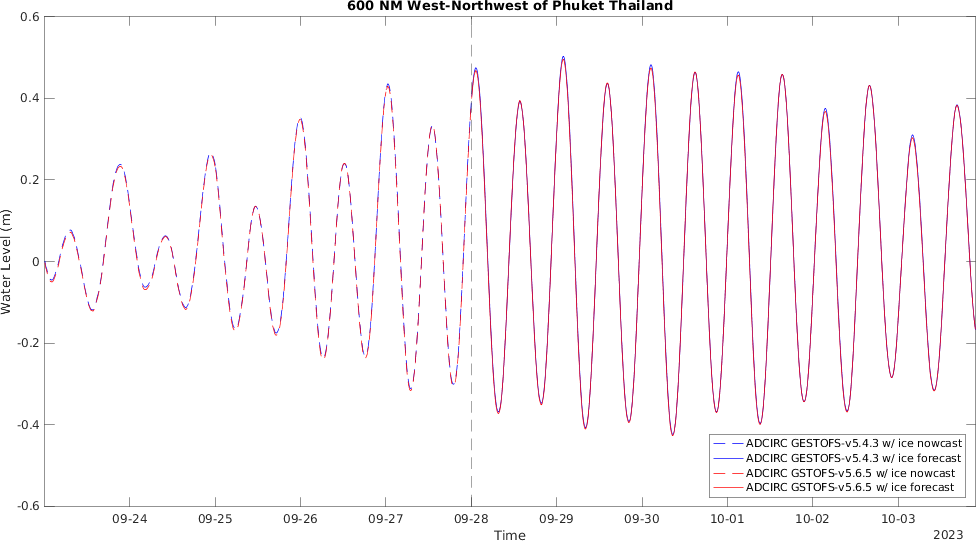 600 NM West-Northwest of Phuket Thailand
0.6
0.4
0.2
0
-0.2
-0.4
-0.6
Water Level (m)
ADCIRC GESTOFS-v5.4.3 w/ ice nowcast
ADCIRC GESTOFS-v5.4.3 w/ ice forecast
ADCIRC GSTOFS-v5.6.5 w/ ice nowcast
ADCIRC GSTOFS-v5.6.5 w/ ice forecast
09-24 09-25 09-26 09-27 09-28 09-29 09-30 10-01 10-02 10-03
Time
2023